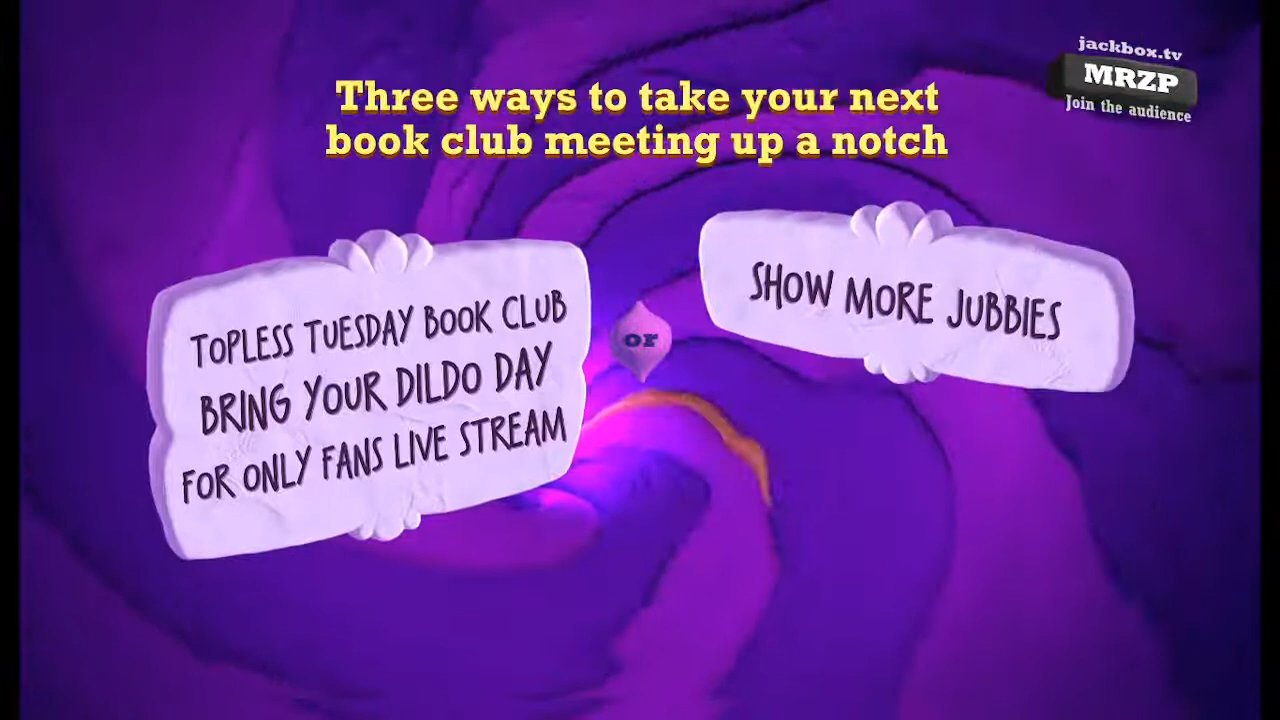 jackbox.tv
MRZP
Join the audience
Three ways to take your next
book club meeting up a notch
TOPLESS TUESDAY BOOK CLUB
BRING YOUR DILDO DAY
FOR ONLY FANS LIVE STREAM
or
SHOW MORE JUBBIES